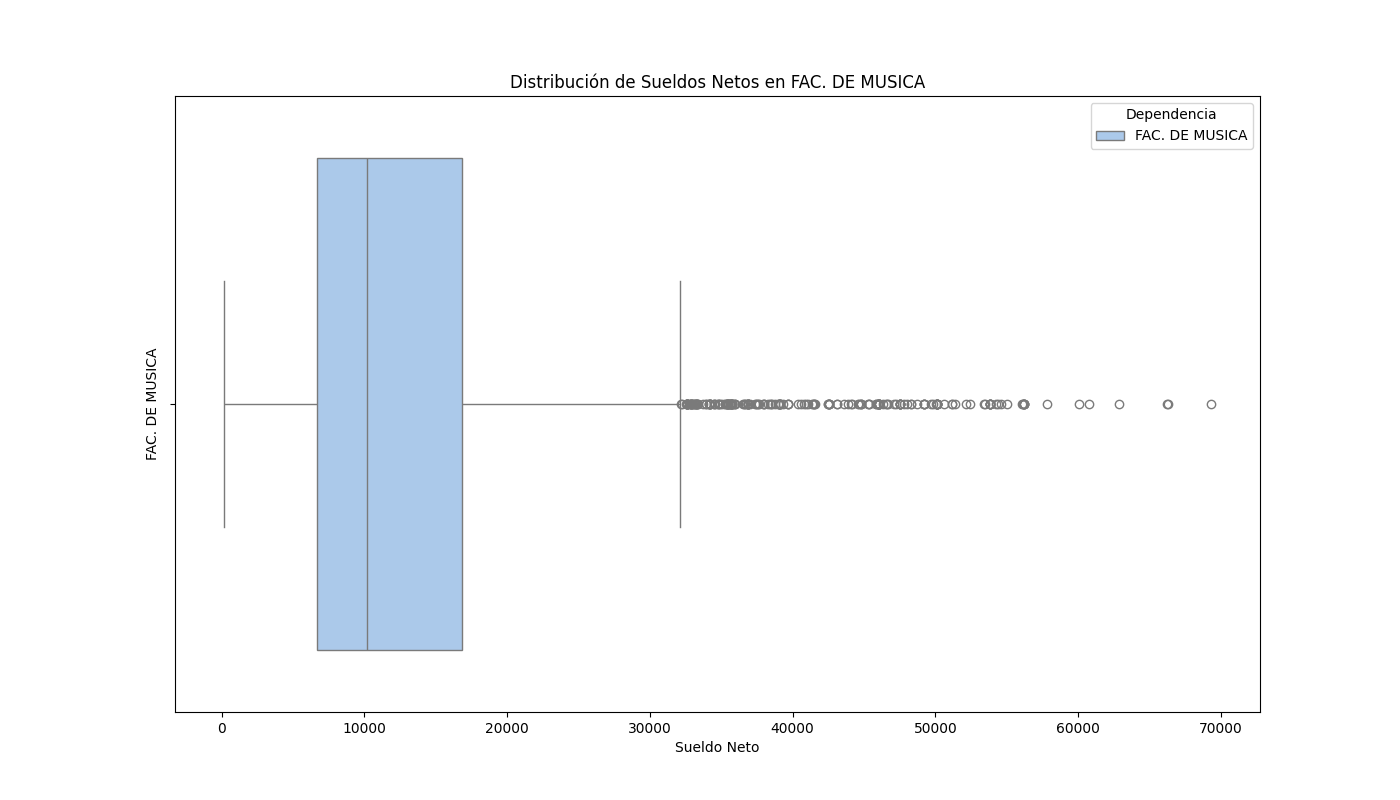 Distribución de Sueldos Netos en FAC. DE MUSICA
Dependencia
FAC. DE MUSICA
FAC. DE MUSICA
0 10000 20000 30000 40000 50000 60000 70000
Sueldo Neto